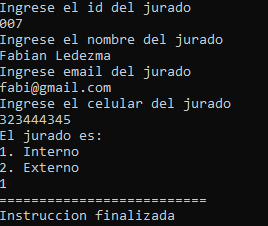 Ingrese el id del jurado
007
Ingrese el nombre del jurado
Fabian Ledezma
Ingrese email del jurado
fabi@gmail.com
Ingrese el celular del jurado
323444345
El jurado es:
1. Interno
2. Externo
1
==========================
Instruccion finalizada